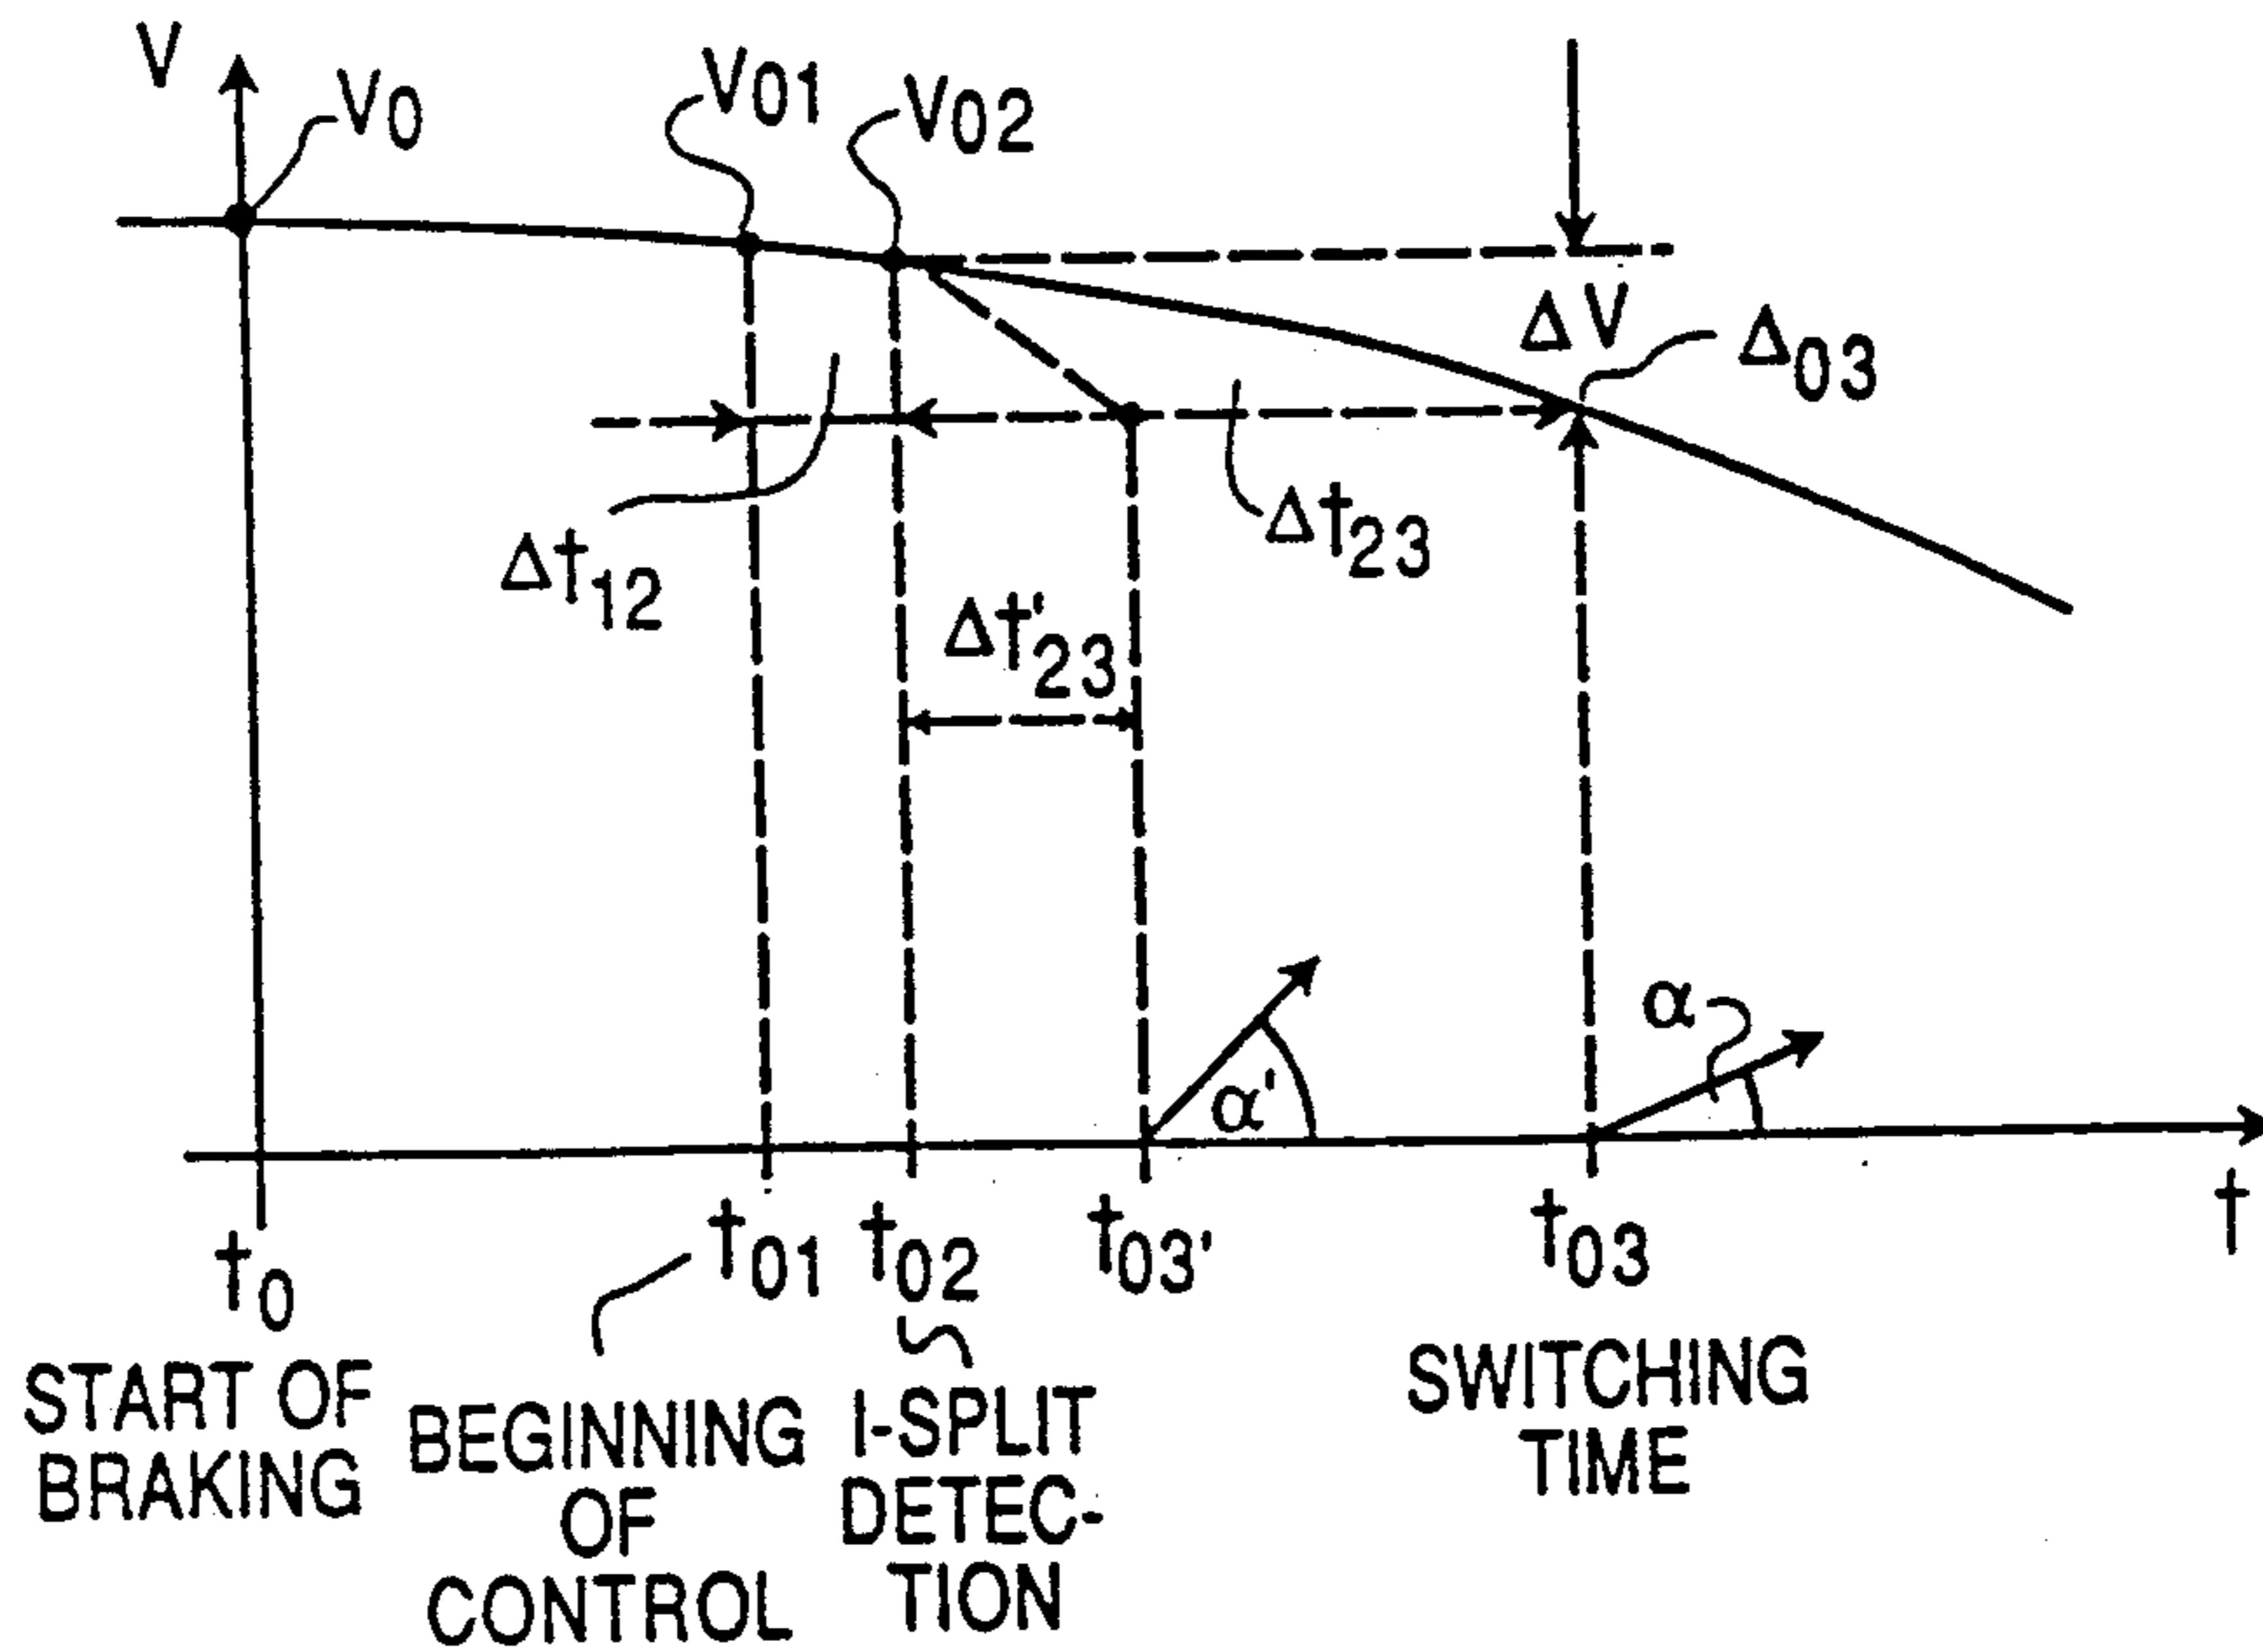 V
V0
V01
V02
ΔV
Δ03
Δt12
Δt23
Δt'23
α
α'
t0
t01
t02
t03'
t03
t
START OF
BRAKING
BEGINNING
OF
CONTROL
I-SPLIT
DETEC-
TION
SWITCHING
TIME